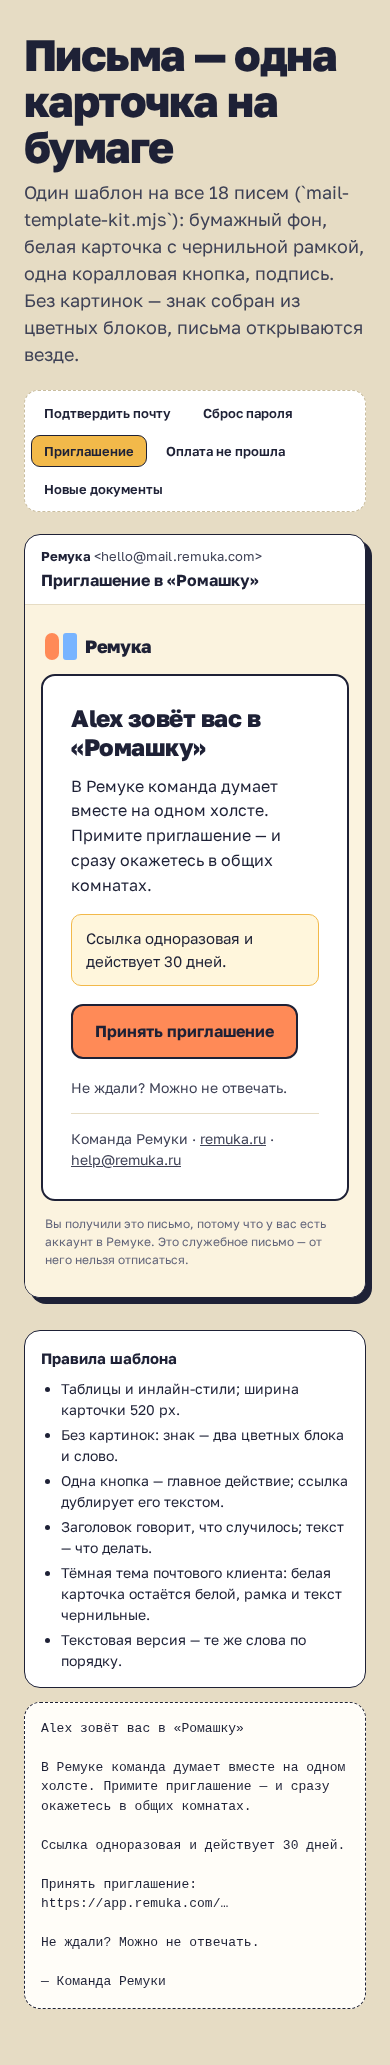 Письма — одна
карточка на
бумаге
Один шаблон на все 18 писем (`mail-
template-kit.mjs`): бумажный фон,
белая карточка с чернильной рамкой,
одна коралловая кнопка, подпись.
Без картинок — знак собран из
цветных блоков, письма открываются
везде.
Подтвердить почту Сброс пароля
Приглашение Оплата не прошла
Новые документы
Ремука <hello@mail.remuka.com>
Приглашение в «Ромашку»
Ремука
Alex зовёт вас в
«Ромашку»
В Ремуке команда думает
вместе на одном холсте.
Примите приглашение — и
сразу окажетесь в общих
комнатах.
Ссылка одноразовая и
действует 30 дней.
Принять приглашение
Не ждали? Можно не отвечать.
Команда Ремуки · remuka.ru ·
help@remuka.ru
Вы получили это письмо, потому что у вас есть
аккаунт в Ремуке. Это служебное письмо — от
него нельзя отписаться.
Правила шаблона
• Таблицы и инлайн-стили; ширина
карточки 520 px.
• Без картинок: знак — два цветных блока
и слово.
• Одна кнопка — главное действие; ссылка
дублирует его текстом.
• Заголовок говорит, что случилось; текст
— что делать.
• Тёмная тема почтового клиента: белая
карточка остаётся белой, рамка и текст
чернильные.
• Текстовая версия — те же слова по
порядку.
Alex зовёт вас в «Ромашку»
В Ремуке команда думает вместе на одном
холсте. Примите приглашение — и сразу
окажетесь в общих комнатах.
Ссылка одноразовая и действует 30 дней.
Принять приглашение:
https://app.remuka.com/…
Не ждали? Можно не отвечать.
— Команда Ремуки